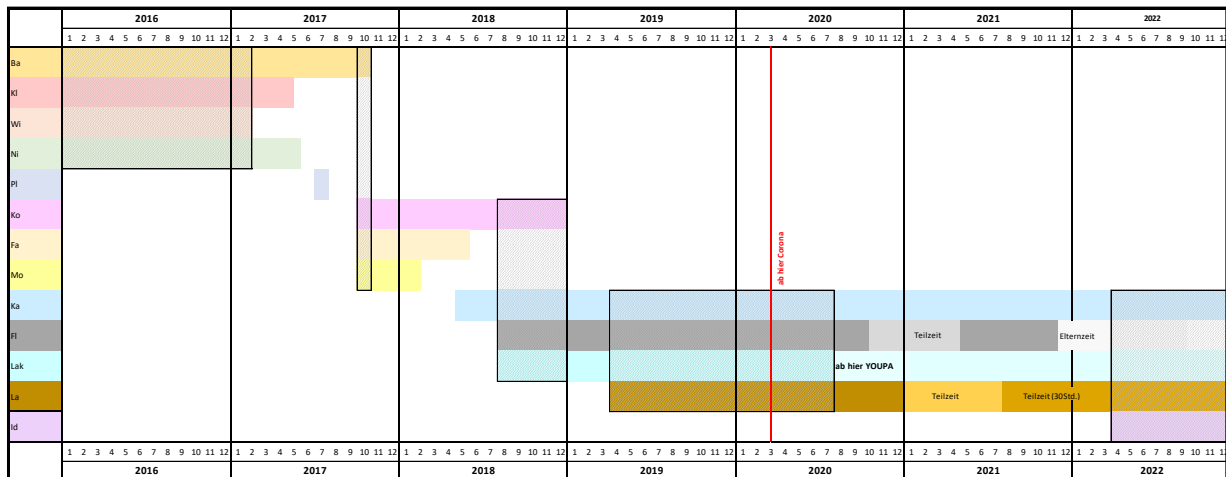 2016 2017 2018 2019 2020 2021 2022
1 2 3 4 5 6 7 8 9 10 11 12 1 2 3 4 5 6 7 8 9 10 11 12 1 2 3 4 5 6 7 8 9 10 11 12 1 2 3 4 5 6 7 8 9 10 11 12 1 2 3 4 5 6 7 8 9 10 11 12 1 2 3 4 5 6 7 8 9 10 11 12 1 2 3 4 5 6 7 8 9 10 11 12
Ba
Kl
Wi
Ni
Pl
Ko
Fa
Mo
ab hier Corona
Ka
Fl Teilzeit Elternzeit
Lak ab hier YOUPA
La Teilzeit Teilzeit (30Std.)
Id
1 2 3 4 5 6 7 8 9 10 11 12 1 2 3 4 5 6 7 8 9 10 11 12 1 2 3 4 5 6 7 8 9 10 11 12 1 2 3 4 5 6 7 8 9 10 11 12 1 2 3 4 5 6 7 8 9 10 11 12 1 2 3 4 5 6 7 8 9 10 11 12 1 2 3 4 5 6 7 8 9 10 11 12
2016 2017 2018 2019 2020 2021 2022